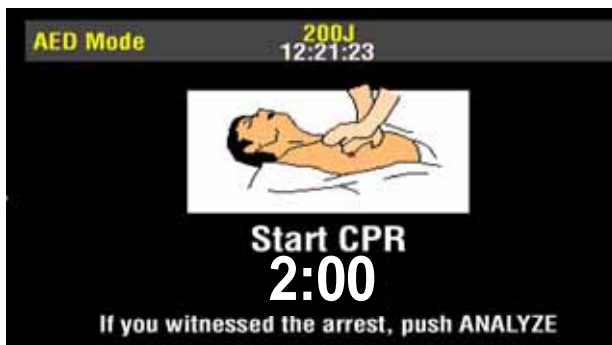 AED Mode
200J
12:21:23
Start CPR
2:00
If you witnessed the arrest, push ANALYZE